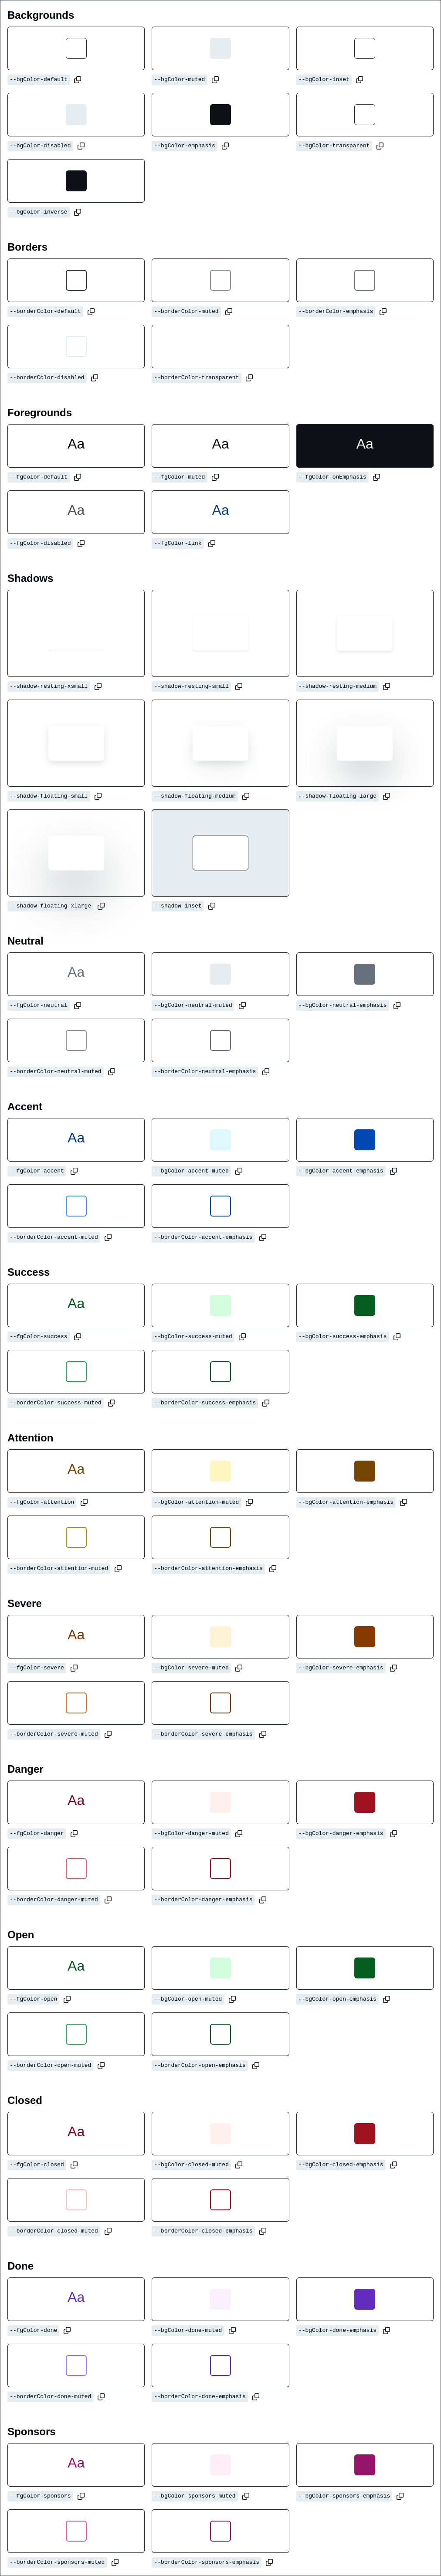 Backgrounds
--bgColor-default --bgColor-muted --bgColor-inset
--bgColor-disabled --bgColor-emphasis --bgColor-transparent
--bgColor-inverse
Borders
--borderColor-default --borderColor-muted --borderColor-emphasis
--borderColor-disabled --borderColor-transparent
Foregrounds
Aa Aa Aa
--fgColor-default --fgColor-muted --fgColor-onEmphasis
Aa Aa
--fgColor-disabled --fgColor-link
Shadows
--shadow-resting-xsmall --shadow-resting-small --shadow-resting-medium
--shadow-floating-small --shadow-floating-medium --shadow-floating-large
--shadow-floating-xlarge --shadow-inset
Neutral
Aa
--fgColor-neutral --bgColor-neutral-muted --bgColor-neutral-emphasis
--borderColor-neutral-muted --borderColor-neutral-emphasis
Accent
Aa
--fgColor-accent --bgColor-accent-muted --bgColor-accent-emphasis
--borderColor-accent-muted --borderColor-accent-emphasis
Success
Aa
--fgColor-success --bgColor-success-muted --bgColor-success-emphasis
--borderColor-success-muted --borderColor-success-emphasis
Attention
Aa
--fgColor-attention --bgColor-attention-muted --bgColor-attention-emphasis
--borderColor-attention-muted --borderColor-attention-emphasis
Severe
Aa
--fgColor-severe --bgColor-severe-muted --bgColor-severe-emphasis
--borderColor-severe-muted --borderColor-severe-emphasis
Danger
Aa
--fgColor-danger --bgColor-danger-muted --bgColor-danger-emphasis
--borderColor-danger-muted --borderColor-danger-emphasis
Open
Aa
--fgColor-open --bgColor-open-muted --bgColor-open-emphasis
--borderColor-open-muted --borderColor-open-emphasis
Closed
Aa
--fgColor-closed --bgColor-closed-muted --bgColor-closed-emphasis
--borderColor-closed-muted --borderColor-closed-emphasis
Done
Aa
--fgColor-done --bgColor-done-muted --bgColor-done-emphasis
--borderColor-done-muted --borderColor-done-emphasis
Sponsors
Aa
--fgColor-sponsors --bgColor-sponsors-muted --bgColor-sponsors-emphasis
--borderColor-sponsors-muted --borderColor-sponsors-emphasis